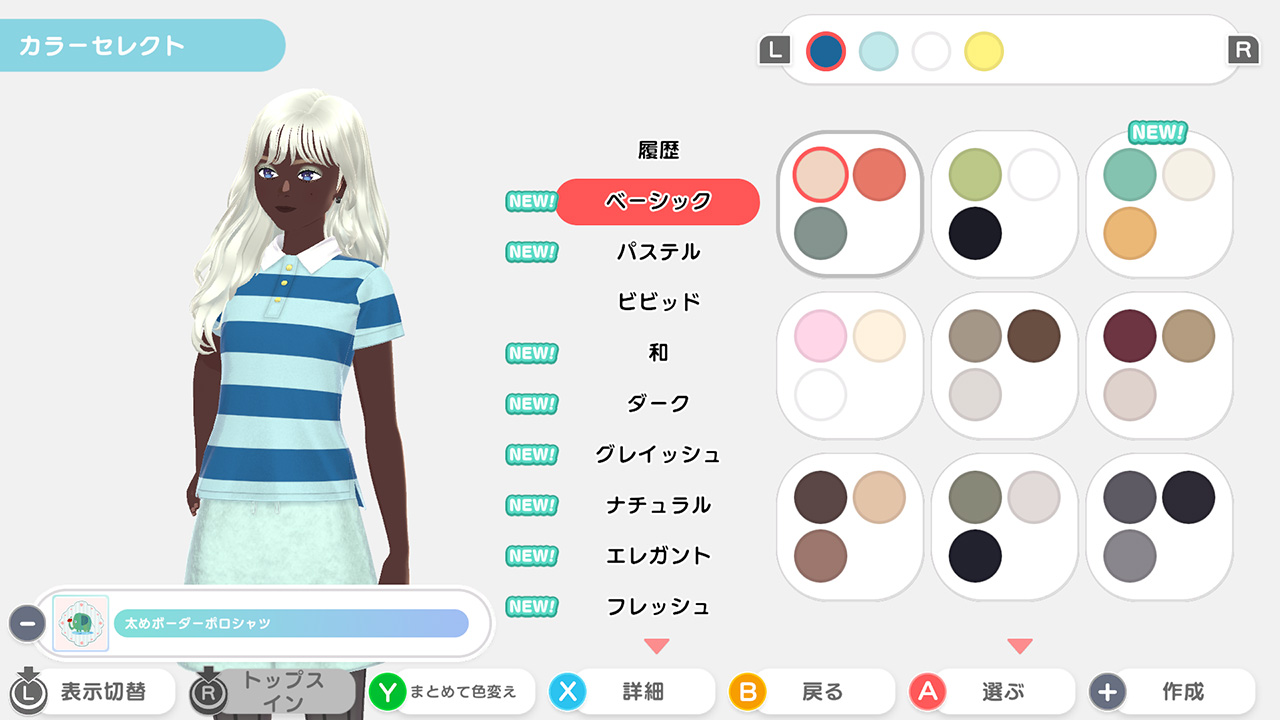 カラーセレクト
L
R
履歴
NEW! ベーシック
NEW! パステル
ビビッド
NEW! 和
NEW! ダーク
NEW! グレイッシュ
NEW! ナチュラル
NEW! エレガント
NEW! フレッシュ
NEW!
太めボーダーポロシャツ
L 表示切替
R トップス
イン
Y まとめて色変え
X 詳細
B 戻る
A 選ぶ
+ 作成